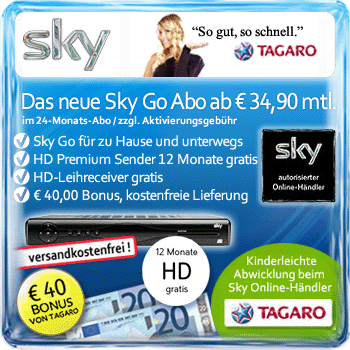 sky
“So gut, so schnell.”
TAGARO
Das neue Sky Go Abo ab € 34,90 mtl.
im 24-Monats-Abo / zzgl. Aktivierungsgebühr
Sky Go für zu Hause und unterwegs
HD Premium Sender 12 Monate gratis
HD-Leihreceiver gratis
€ 40,00 Bonus, kostenfreie Lieferung
sky
autorisierter
Online-Händler
sky
versandkostenfrei !
12 Monate
HD
gratis
€ 40
BONUS
VON TAGARO
20
20
Kinderleichte
Abwicklung beim
Sky Online-Händler
TAGARO